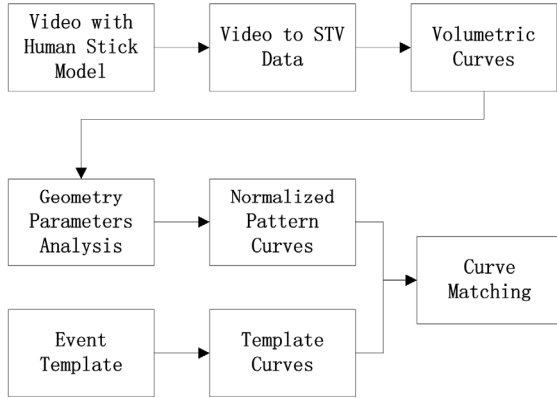 Video with
Human Stick
Model
Video to STV
Data
Volumetric
Curves
Geometry
Parameters
Analysis
Normalized
Pattern
Curves
Curve
Matching
Event
Template
Template
Curves